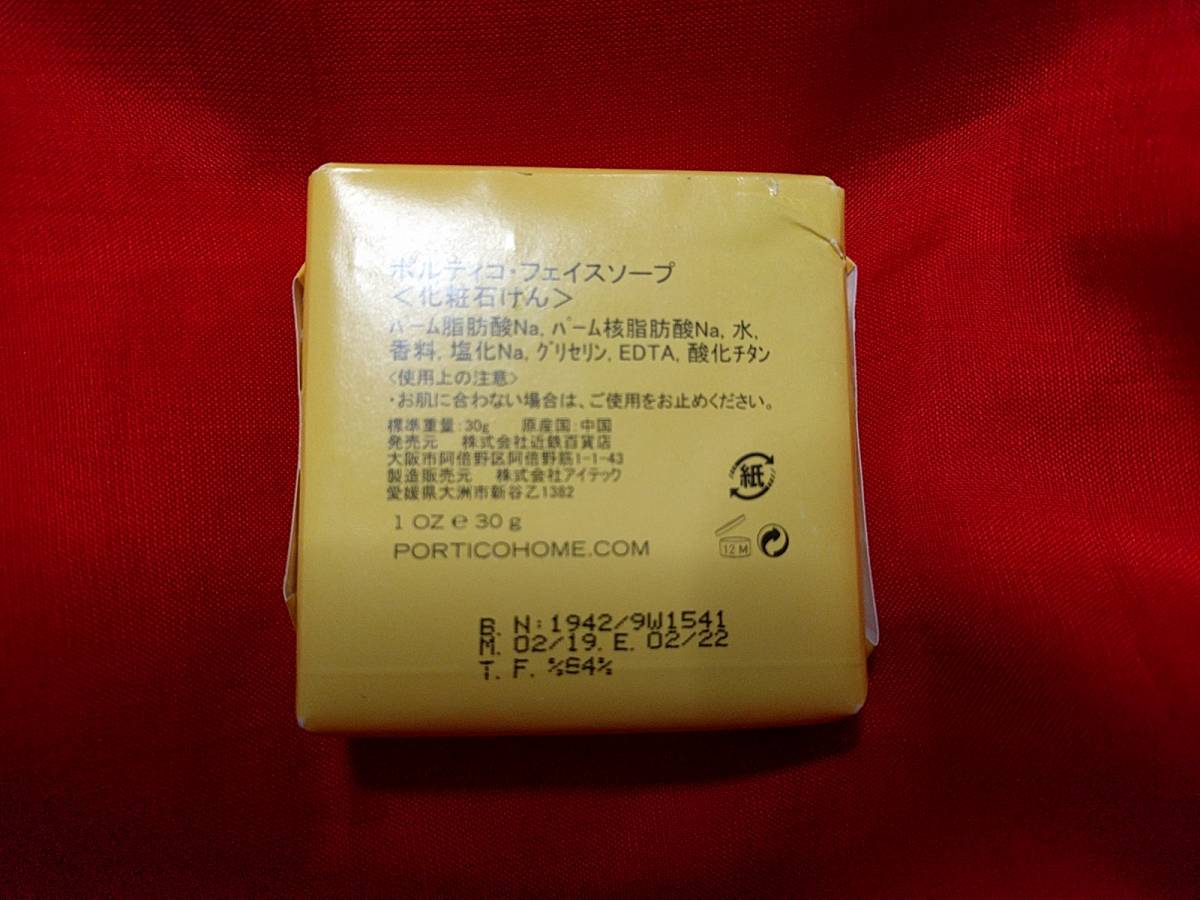 ポルティコ・フェイスソープ
＜化粧石けん＞
ﾊﾟｰﾑ脂肪酸Na, ﾊﾟｰﾑ核脂肪酸Na, 水,
香料, 塩化Na, ｸﾞﾘｾﾘﾝ, EDTA, 酸化ﾁﾀﾝ
＜使用上の注意＞
・お肌に合わない場合は、ご使用をお止めください。
標準重量：30g 原産国：中国
発売元 株式会社近鉄百貨店
大阪市阿倍野区阿倍野筋1-1-43
製造販売元 株式会社アイテック
愛媛県大洲市新谷乙1382
紙
1 OZ e 30 g
12 M
PORTICOHOME.COM
B. N:1942/9W1541
M. 02/19. E. 02/22
T. F. %64%